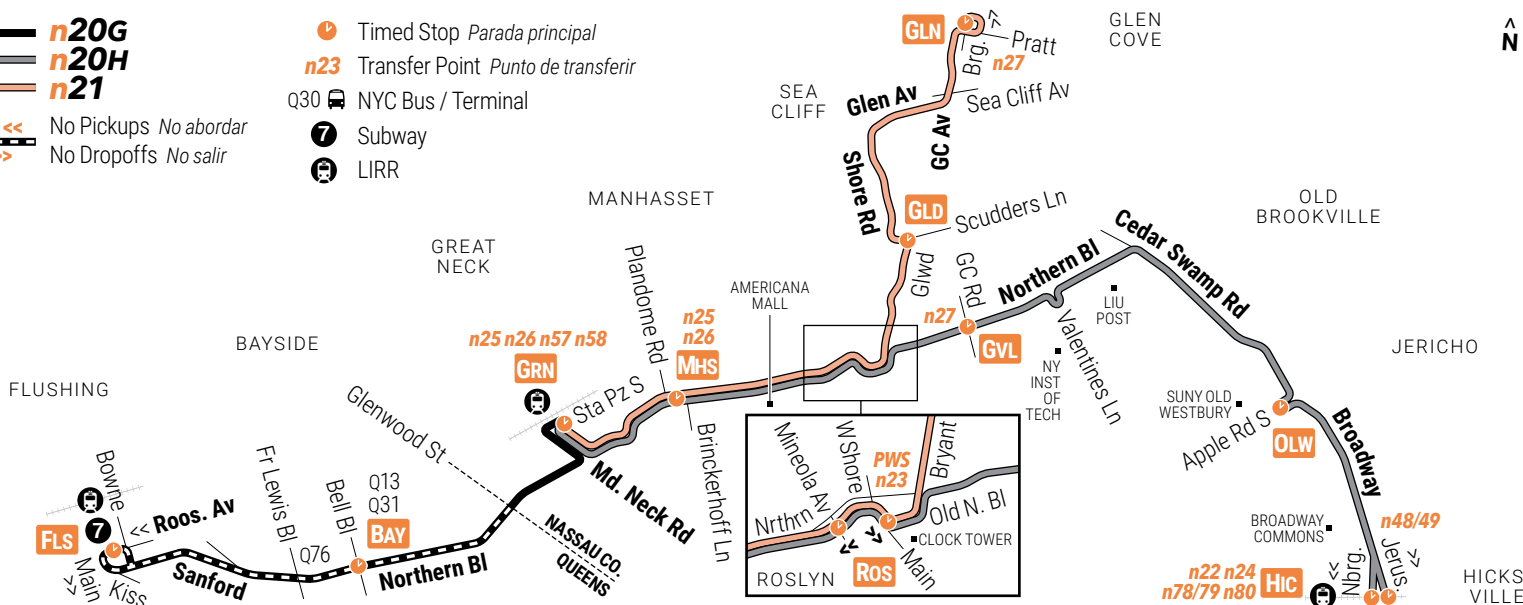 n20G
n20H
n21
<< No Pickups No abordar
>> No Dropoffs No salir
Timed Stop Parada principal
n23 Transfer Point Punto de transferir
Q30 NYC Bus / Terminal
7 Subway
LIRR
^
N
GLEN
COVE
GLN
>>
Pratt
Brg.
n27
SEA
CLIFF
Glen Av
Sea Cliff Av
GC Av
Shore Rd
GLD
Scudders Ln
Glwd
OLD
BROOKVILLE
MANHASSET
GREAT
NECK
Cedar Swamp Rd
Northern Bl
GC Rd
n27
GVL
LIU
POST
Valentines Ln
NY
INST
OF
TECH
JERICHO
AMERICANA
MALL
Plandome Rd
n25
n26
MHS
Brinckerhoff Ln
n25 n26 n57 n58
GRN
Sta Pz S
Md. Neck Rd
BAYSIDE
FLUSHING
Glenwood St
NASSAU CO.
QUEENS
Bowne
FLS
7
<< Roos. Av
Main >>
Kiss
Sanford
Fr Lewis Bl
Q76
Bell Bl
Q13
Q31
BAY
Northern Bl
Mineola Av
W Shore
PWS
n23
Bryant
Nrthrn
Old N. Bl
CLOCK TOWER
>>
>>
Main
ROSLYN
ROS
SUNY OLD
WESTBURY
Apple Rd S
OLW
Broadway
BROADWAY
COMMONS
n48/49
n22 n24
n78/79 n80
HIC
<<
Nbrg.
Jerus. >>
HICKS
VILLE